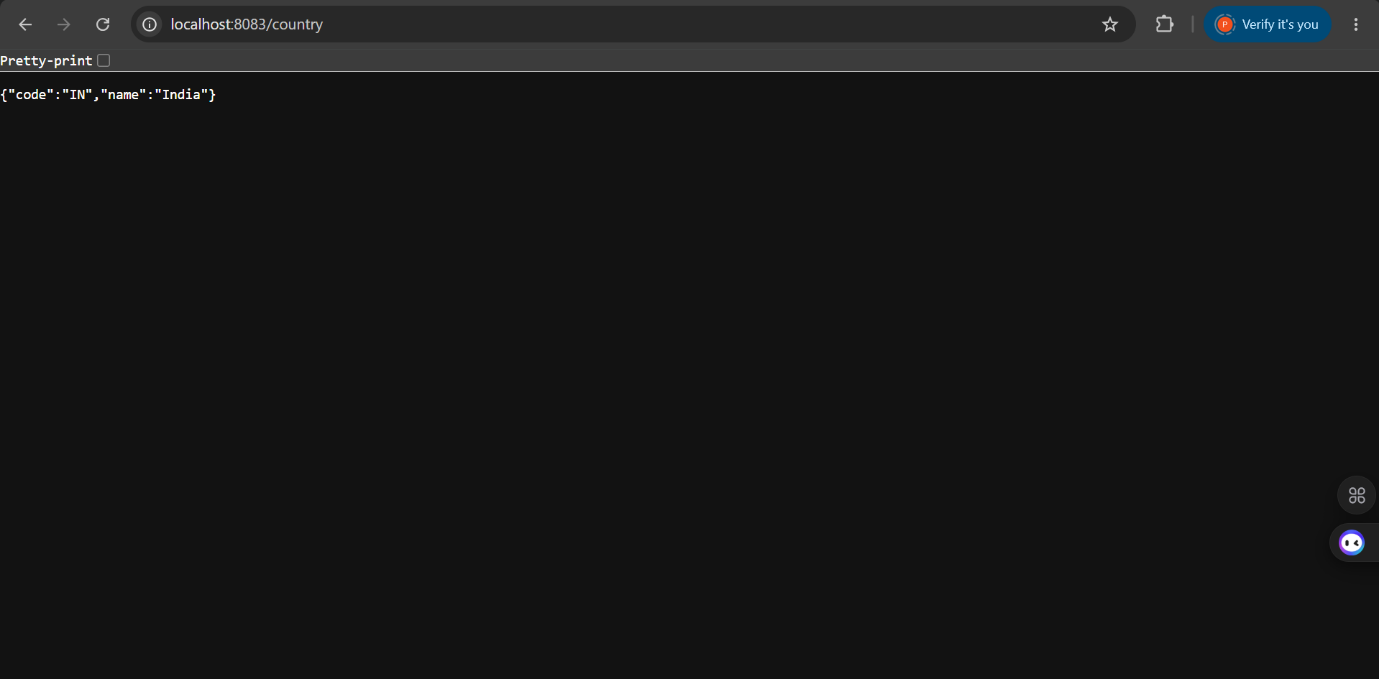 localhost:8083/country
P
Verify it's you
Pretty-print
{"code":"IN","name":"India"}